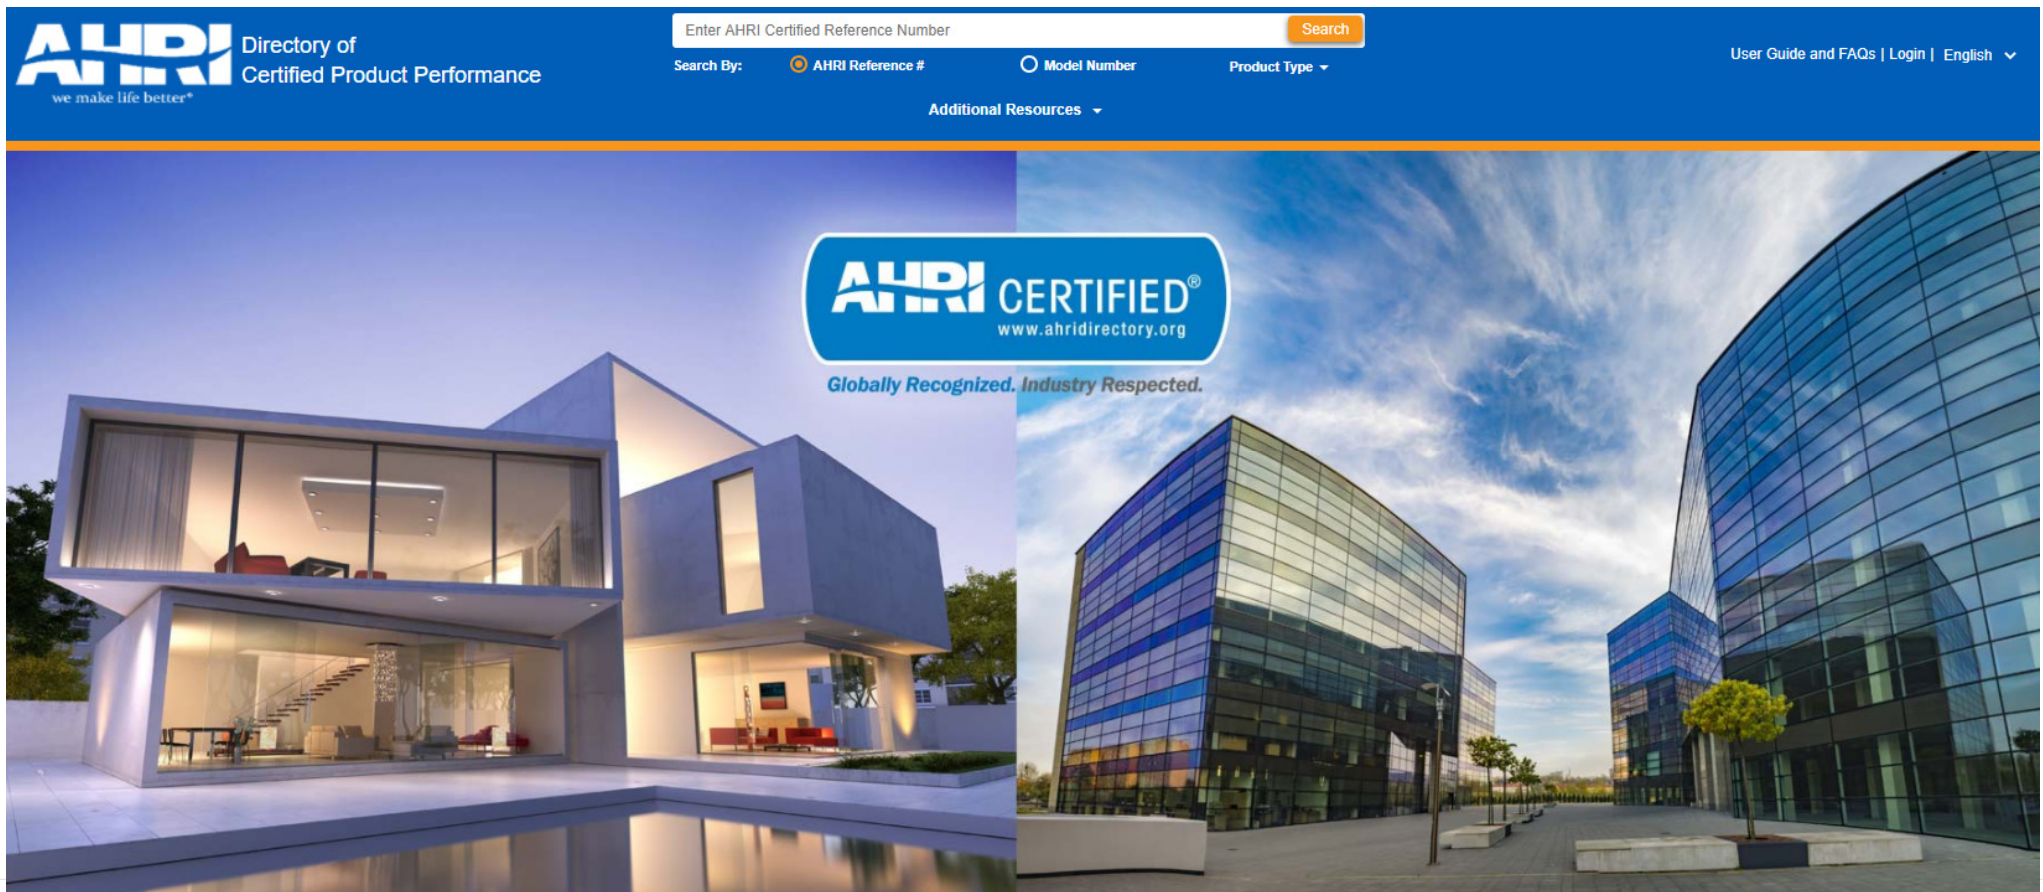 AHRI
we make life better®
Directory of
Certified Product Performance
Enter AHRI Certified Reference Number
Search
Search By:
AHRI Reference #
Model Number
Product Type
Additional Resources
User Guide and FAQs | Login | English
AHRI CERTIFIED®
www.ahridirectory.org
Globally Recognized. Industry Respected.